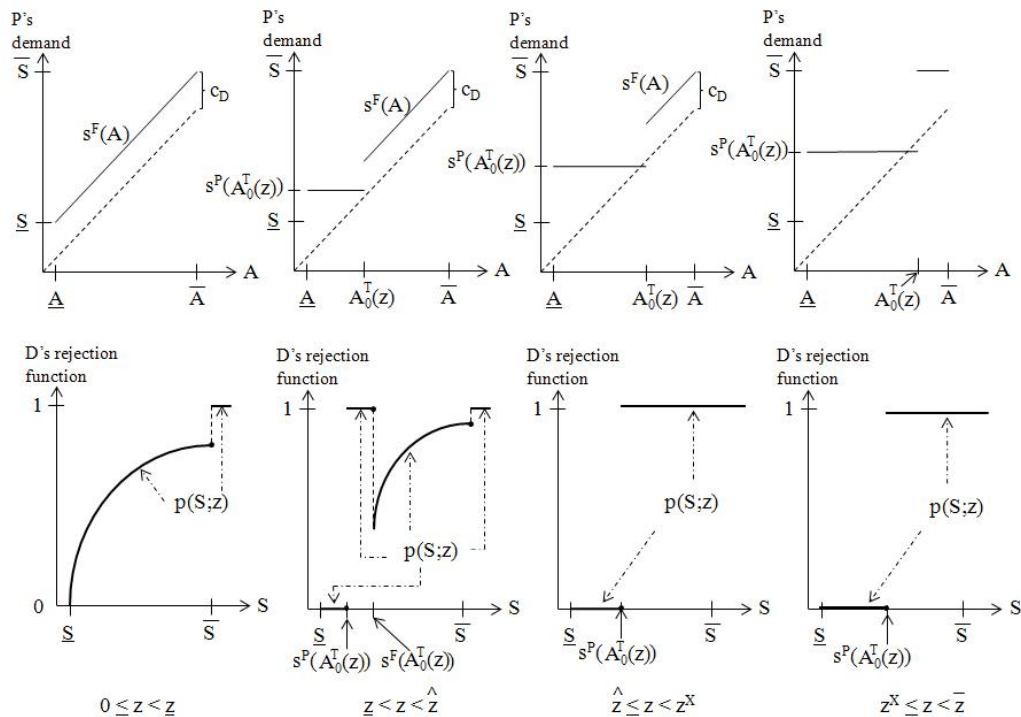 P's
demand
S̅
s^F(A)
c_D
S̲
A
A̲
A̅
P's
demand
S̅
s^F(A)
c_D
s^P(A_0^T(z))
S̲
A
A̲
A_0^T(z)
A̅
P's
demand
S̅
s^F(A)
c_D
s^P(A_0^T(z))
S̲
A
A̲
A_0^T(z)
A̅
P's
demand
S̅
s^P(A_0^T(z))
S̲
A
A̲
A_0^T(z)
A̅
D's rejection
function
1
p(S;z)
0
S
S̲
S̅
D's rejection
function
1
p(S;z)
S
S̲
S̅
s^P(A_0^T(z))
s^F(A_0^T(z))
D's rejection
function
1
p(S;z)
S
S̲
S̅
s^P(A_0^T(z))
D's rejection
function
1
p(S;z)
S
S̲
S̅
s^P(A_0^T(z))
0 ≤ z < z̲
z̲ < z < ẑ
ẑ ≤ z < z^X
z^X ≤ z < z̅